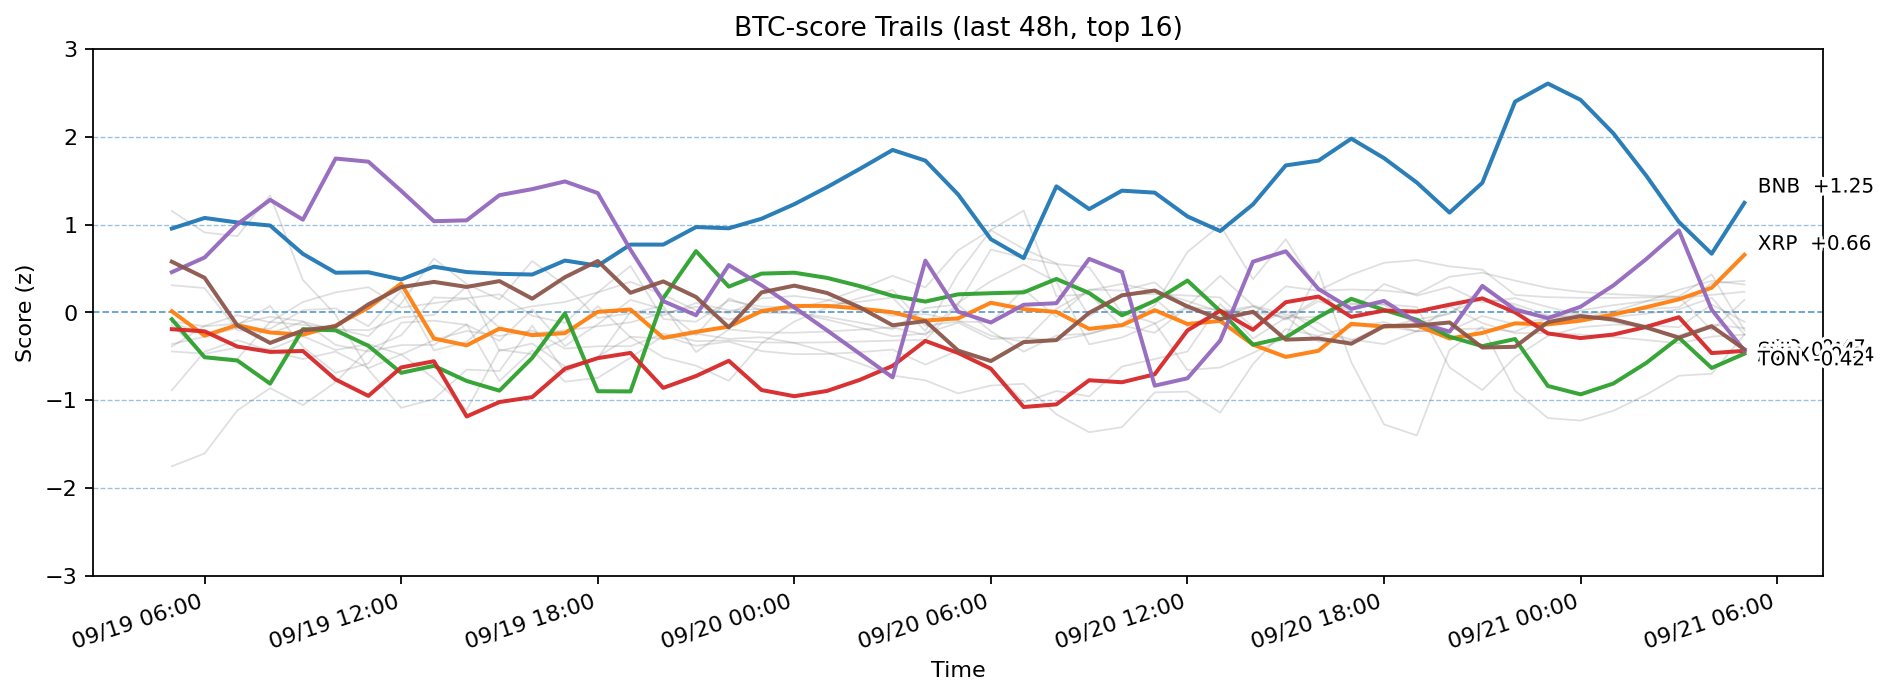 BTC-score Trails (last 48h, top 16)
3
2
1
0
−1
−2
−3
Score (z)
BNB +1.25
XRP +0.66
TON -0.42
09/19 06:00
09/19 12:00
09/19 18:00
09/20 00:00
09/20 06:00
09/20 12:00
09/20 18:00
09/21 00:00
09/21 06:00
Time